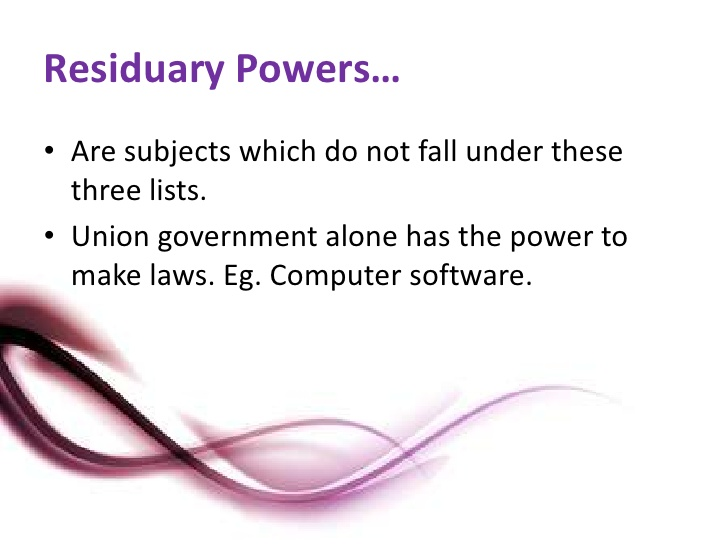 Residuary Powers…
• Are subjects which do not fall under these
three lists.
• Union government alone has the power to
make laws. Eg. Computer software.